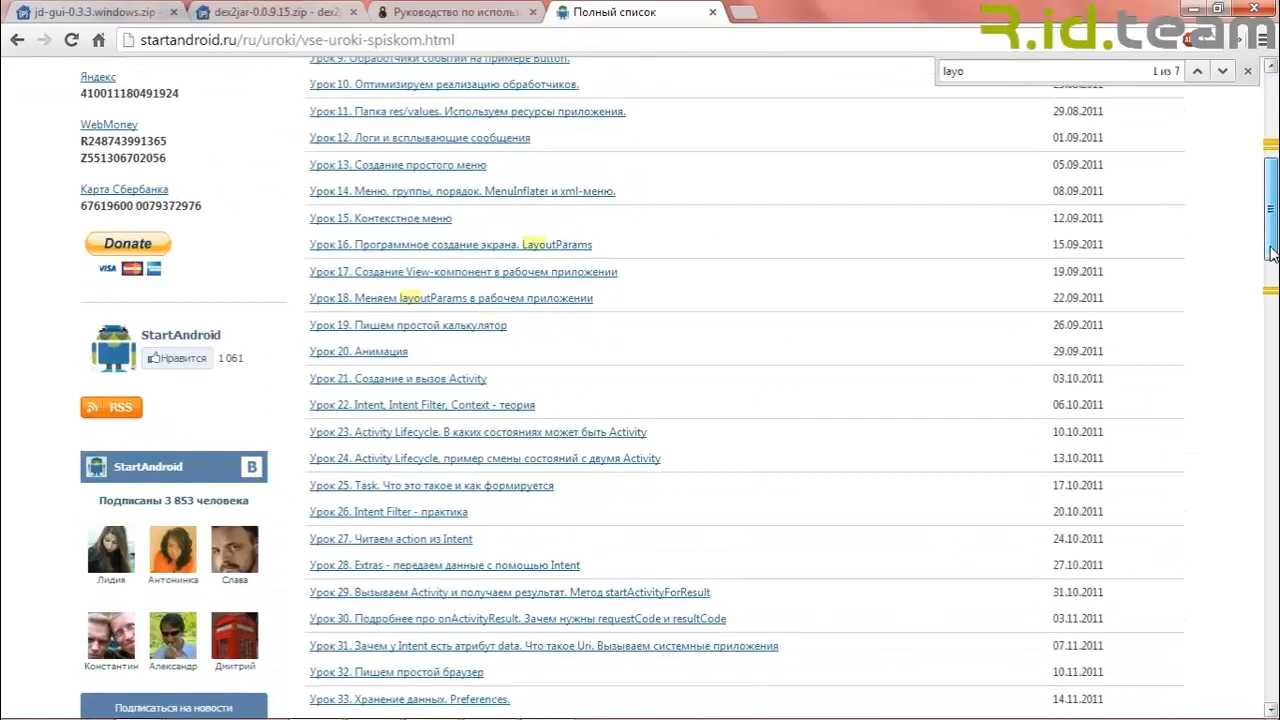 jd-gui-0.3.3.windows.zip
dex2jar-0.0.9.15.zip - dex2
Руководство по использ
Полный список
R.id.team
startandroid.ru/ru/uroki/vse-uroki-spiskom.html
layo
1 из 7
Яндекс
410011180491924
WebMoney
R248743991365
Z551306702056
Карта Сбербанка
67619600 0079372976
Donate
VISA
StartAndroid
Нравится 1 061
RSS
StartAndroid B
Подписаны 3 853 человека
Лидия Антонинка Слава
Константин Александр Дмитрий
Подписаться на новости
Урок 9. Обработчики событий на примере Button.
Урок 10. Оптимизируем реализацию обработчиков. 25.08.2011
Урок 11. Папка res/values. Используем ресурсы приложения. 29.08.2011
Урок 12. Логи и всплывающие сообщения 01.09.2011
Урок 13. Создание простого меню 05.09.2011
Урок 14. Меню, группы, порядок. MenuInflater и xml-меню. 08.09.2011
Урок 15. Контекстное меню 12.09.2011
Урок 16. Программное создание экрана. LayoutParams 15.09.2011
Урок 17. Создание View-компонент в рабочем приложении 19.09.2011
Урок 18. Меняем layoutParams в рабочем приложении 22.09.2011
Урок 19. Пишем простой калькулятор 26.09.2011
Урок 20. Анимация 29.09.2011
Урок 21. Создание и вызов Activity 03.10.2011
Урок 22. Intent, Intent Filter, Context - теория 06.10.2011
Урок 23. Activity Lifecycle. В каких состояниях может быть Activity 10.10.2011
Урок 24. Activity Lifecycle, пример смены состояний с двумя Activity 13.10.2011
Урок 25. Task. Что это такое и как формируется 17.10.2011
Урок 26. Intent Filter - практика 20.10.2011
Урок 27. Читаем action из Intent 24.10.2011
Урок 28. Extras - передаем данные с помощью Intent 27.10.2011
Урок 29. Вызываем Activity и получаем результат. Метод startActivityForResult 31.10.2011
Урок 30. Подробнее про onActivityResult. Зачем нужны requestCode и resultCode 03.11.2011
Урок 31. Зачем у Intent есть атрибут data. Что такое Uri. Вызываем системные приложения 07.11.2011
Урок 32. Пишем простой браузер 10.11.2011
Урок 33. Хранение данных. Preferences. 14.11.2011